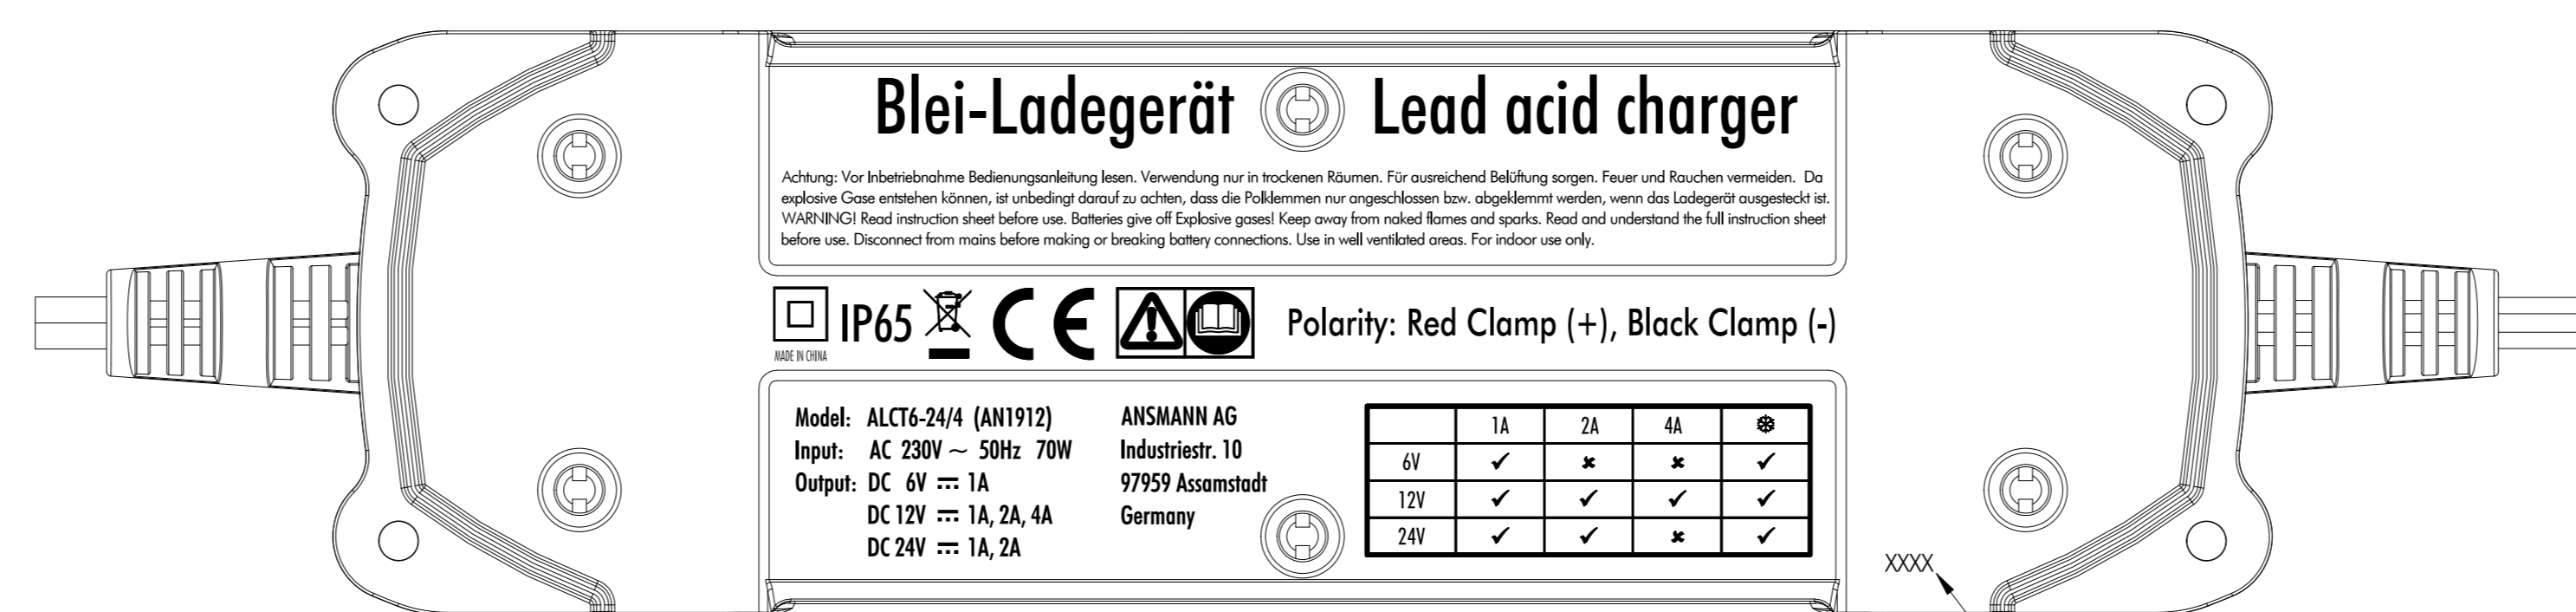 Blei-Ladegerät Lead acid charger
Achtung: Vor Inbetriebnahme Bedienungsanleitung lesen. Verwendung nur in trockenen Räumen. Für ausreichend Belüftung sorgen. Feuer und Rauchen vermeiden. Da
explosive Gase entstehen können, ist unbedingt darauf zu achten, dass die Polklemmen nur angeschlossen bzw. abgeklemmt werden, wenn das Ladegerät ausgesteckt ist.
WARNING! Read instruction sheet before use. Batteries give off Explosive gases! Keep away from naked flames and sparks. Read and understand the full instruction sheet
before use. Disconnect from mains before making or breaking battery connections. Use in well ventilated areas. For indoor use only.
IP65 CE Polarity: Red Clamp (+), Black Clamp (-)
MADE IN CHINA
Model: ALCT6-24/4 (AN1912)
Input: AC 230V ~ 50Hz 70W
Output: DC 6V ⎓ 1A
DC 12V ⎓ 1A, 2A, 4A
DC 24V ⎓ 1A, 2A
ANSMANN AG
Industriestr. 10
97959 Assamstadt
Germany
1A 2A 4A ❄
6V ✓ ✗ ✗ ✓
12V ✓ ✓ ✓ ✓
24V ✓ ✓ ✗ ✓
XXXX